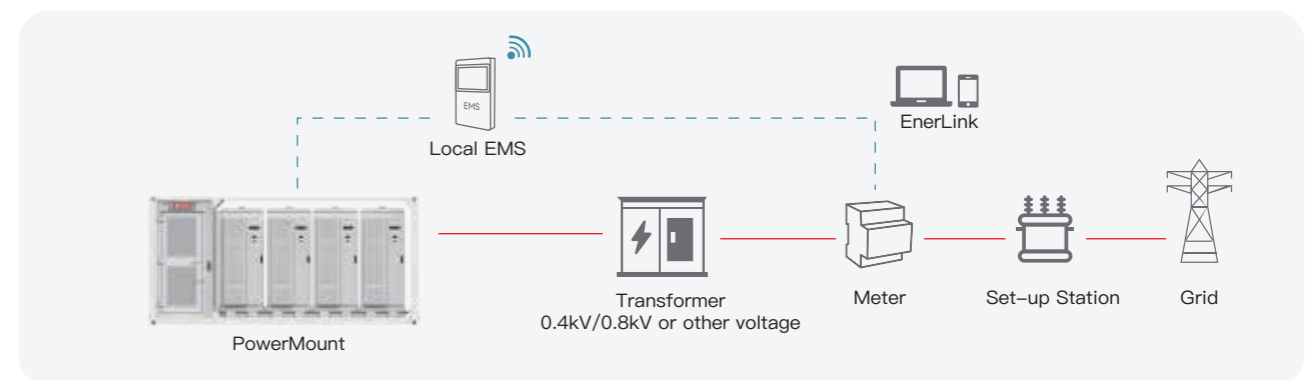 EMS
Local EMS
EnerLink
PowerMount
Transformer
0.4kV/0.8kV or other voltage
Meter
Set-up Station
Grid